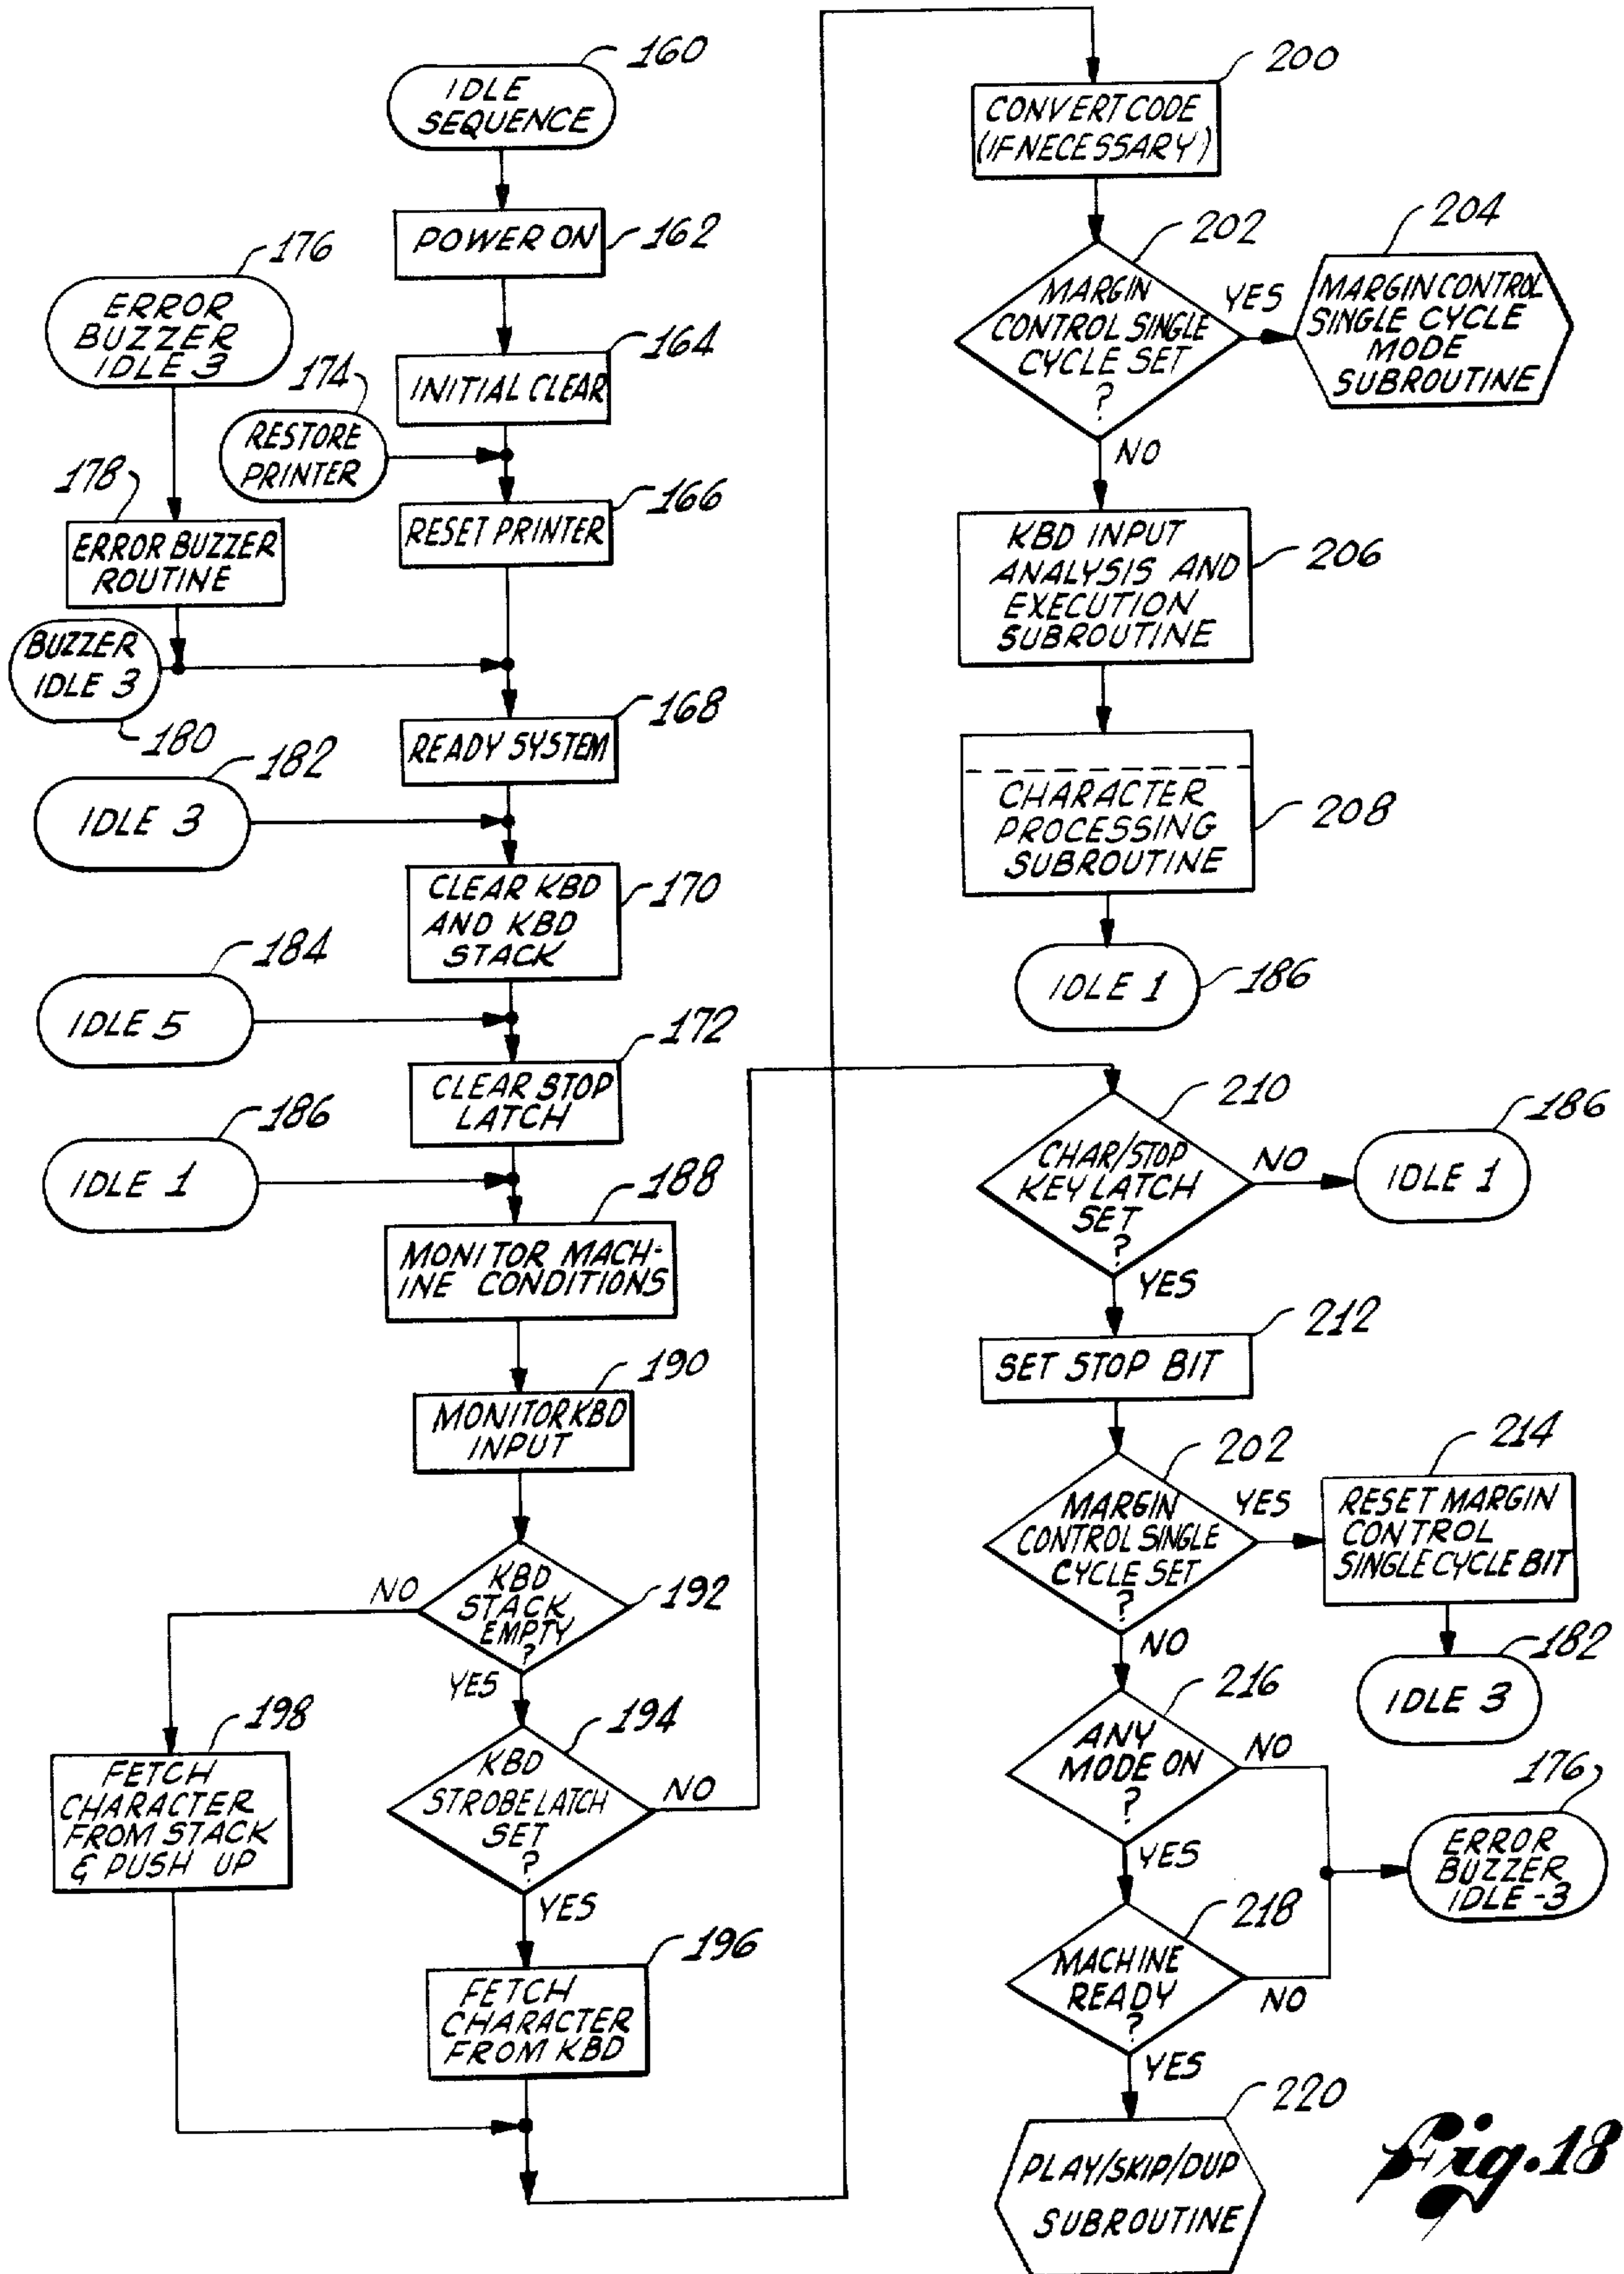 160
IDLE
SEQUENCE
POWER ON
162
176
ERROR
BUZZER
IDLE 3
164
INITIAL CLEAR
174
RESTORE
PRINTER
178
166
RESET PRINTER
ERROR BUZZER
ROUTINE
BUZZER
IDLE 3
180
168
READY SYSTEM
182
IDLE 3
CLEAR KBD
AND KBD
STACK
170
184
IDLE 5
172
CLEAR STOP
LATCH
186
IDLE 1
188
MONITOR MACH-
INE CONDITIONS
190
MONITOR KBD
INPUT
KBD
STACK
EMPTY
?
192
NO
YES
198
FETCH
CHARACTER
FROM STACK
& PUSH UP
194
KBD
STROBE LATCH
SET
?
NO
YES
196
FETCH
CHARACTER
FROM KBD
200
CONVERT CODE
(IF NECESSARY)
202
MARGIN
CONTROL SINGLE
CYCLE SET
?
YES
204
MARGIN CONTROL
SINGLE CYCLE
MODE
SUBROUTINE
NO
KBD INPUT
ANALYSIS AND
EXECUTION
SUBROUTINE
206
CHARACTER
PROCESSING
SUBROUTINE
208
IDLE 1
186
210
CHAR/STOP
KEY LATCH
SET
?
NO
186
IDLE 1
YES
212
SET STOP BIT
202
MARGIN
CONTROL SINGLE
CYCLE SET
?
YES
214
RESET MARGIN
CONTROL
SINGLE CYCLE BIT
182
IDLE 3
NO
216
ANY
MODE ON
?
NO
176
ERROR
BUZZER
IDLE-3
YES
218
MACHINE
READY
?
NO
YES
220
PLAY/SKIP/DUP
SUBROUTINE
Fig. 18